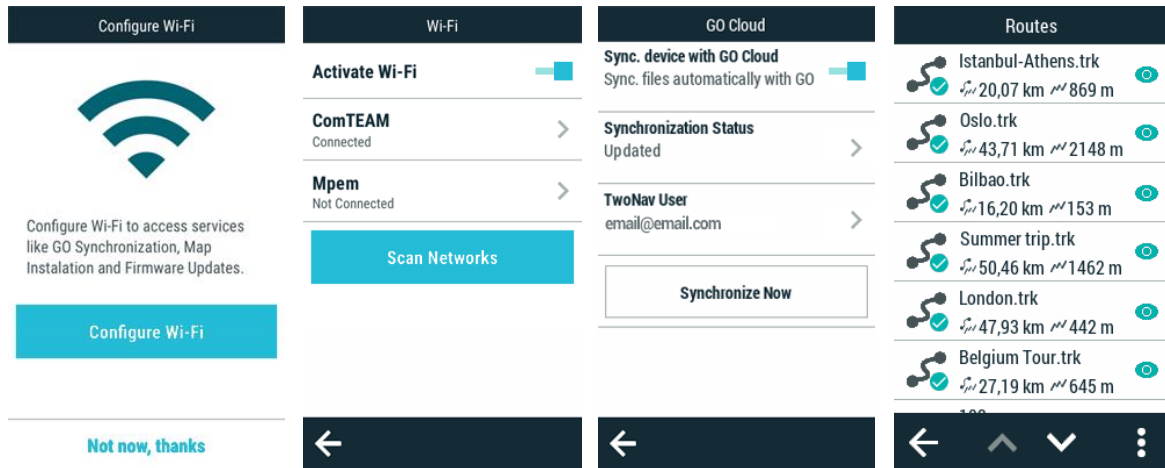 Configure Wi-Fi
Configure Wi-Fi to access services
like GO Synchronization, Map
Instalation and Firmware Updates.
Configure Wi-Fi
Not now, thanks
Wi-Fi
Activate Wi-Fi
ComTEAM
Connected
Mpem
Not Connected
Scan Networks
GO Cloud
Sync. device with GO Cloud
Sync. files automatically with GO
Synchronization Status
Updated
TwoNav User
email@email.com
Synchronize Now
Routes
Istanbul-Athens.trk
20,07 km 869 m
Oslo.trk
43,71 km 2148 m
Bilbao.trk
16,20 km 153 m
Summer trip.trk
50,46 km 1462 m
London.trk
47,93 km 442 m
Belgium Tour.trk
27,19 km 645 m